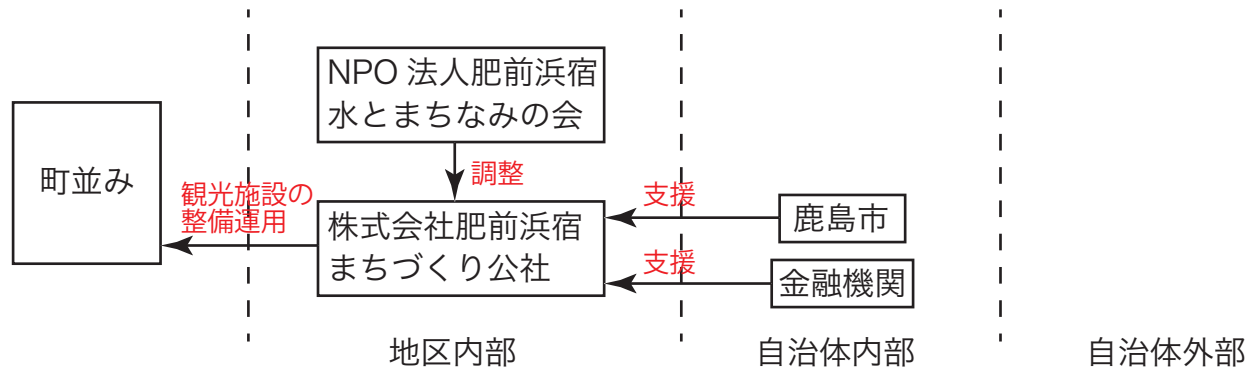 NPO 法人肥前浜宿
水とまちなみの会
町並み
調整
観光施設の
整備運用
株式会社肥前浜宿
まちづくり公社
支援
鹿島市
支援
金融機関
地区内部
自治体内部
自治体外部